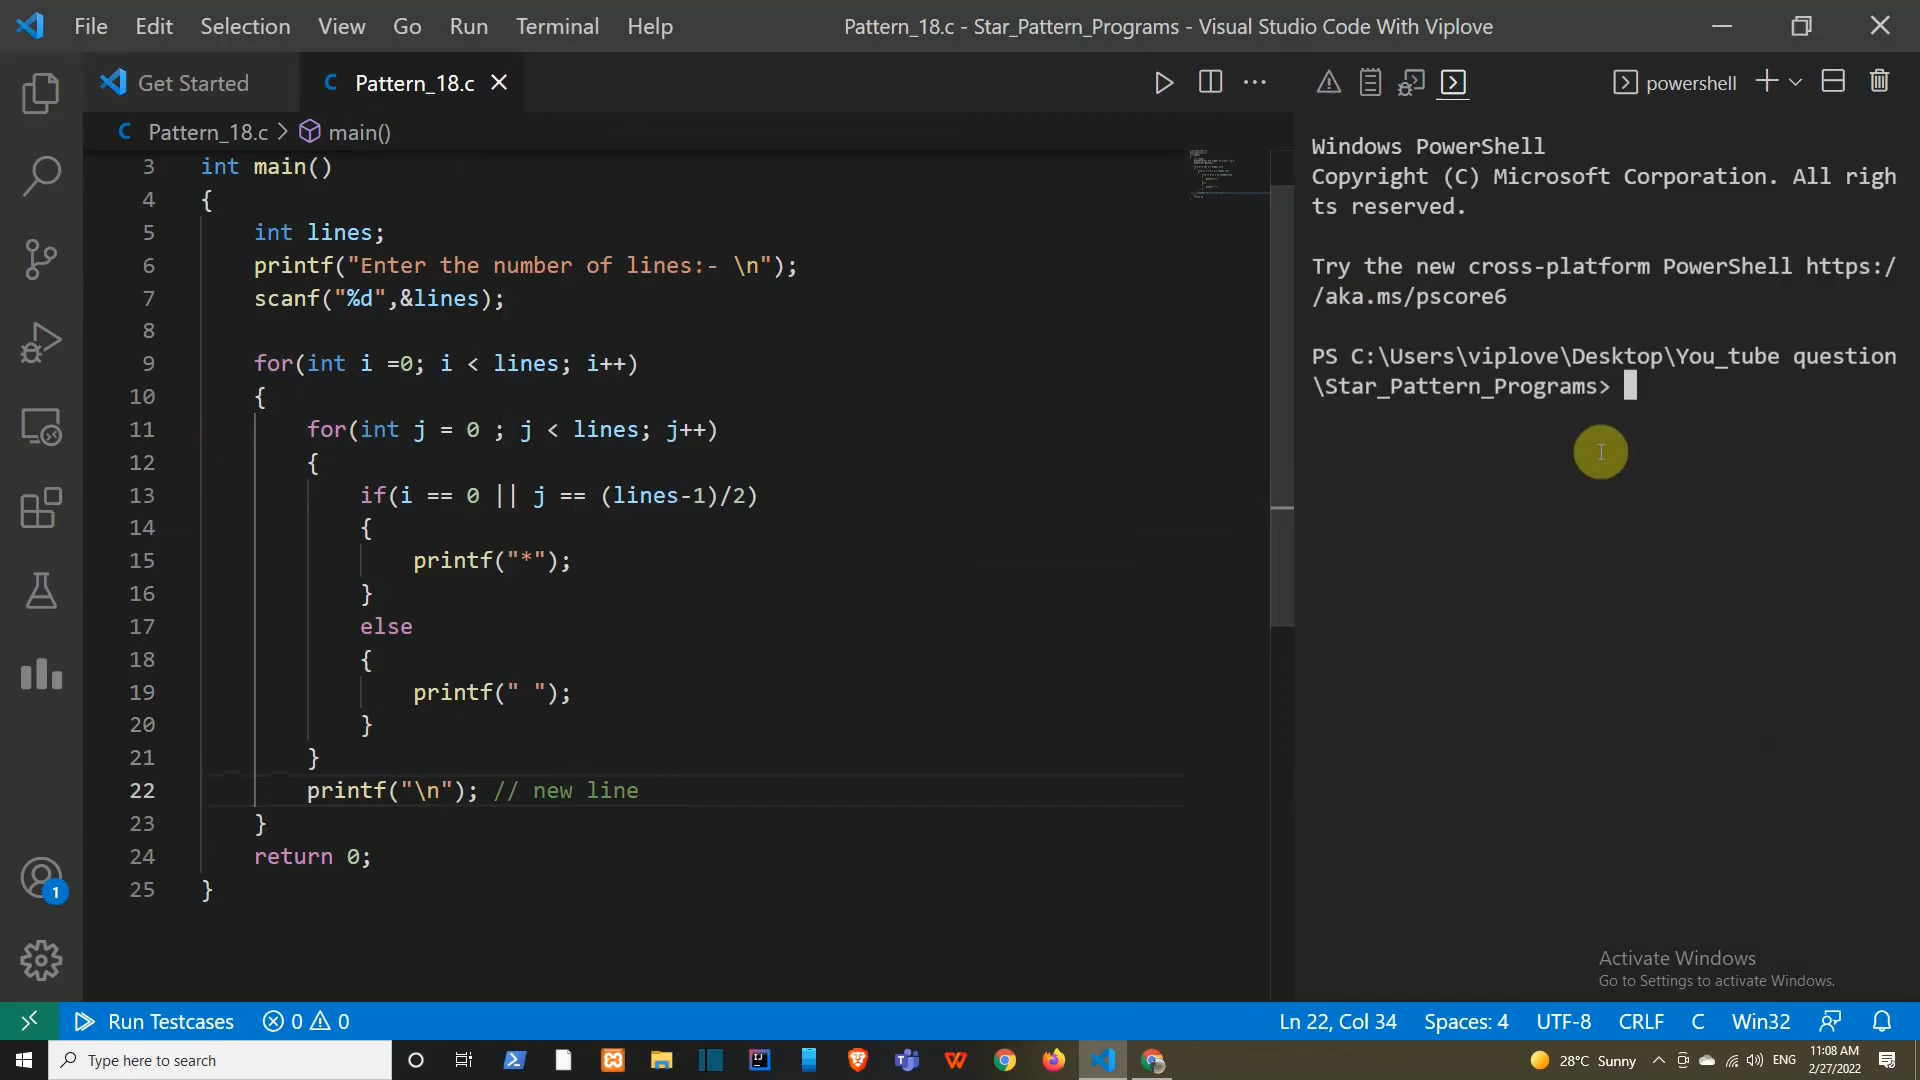 File Edit Selection View Go Run Terminal Help
Pattern_18.c - Star_Pattern_Programs - Visual Studio Code With Viplove
Get Started
C Pattern_18.c
powershell
C Pattern_18.c > main()
3 int main()
4 {
5 int lines;
6 printf("Enter the number of lines:- \n");
7 scanf("%d",&lines);
8
9 for(int i =0; i < lines; i++)
10 {
11 for(int j = 0 ; j < lines; j++)
12 {
13 if(i == 0 || j == (lines-1)/2)
14 {
15 printf("*");
16 }
17 else
18 {
19 printf(" ");
20 }
21 }
22 printf("\n"); // new line
23 }
24 return 0;
25 }
Windows PowerShell
Copyright (C) Microsoft Corporation. All righ
ts reserved.
Try the new cross-platform PowerShell https:/
/aka.ms/pscore6
PS C:\Users\viplove\Desktop\You_tube question
\Star_Pattern_Programs>
1
Activate Windows
Go to Settings to activate Windows.
Run Testcases 0 0
Ln 22, Col 34 Spaces: 4 UTF-8 CRLF C Win32
Type here to search
28°C Sunny ENG
11:08 AM
2/27/2022